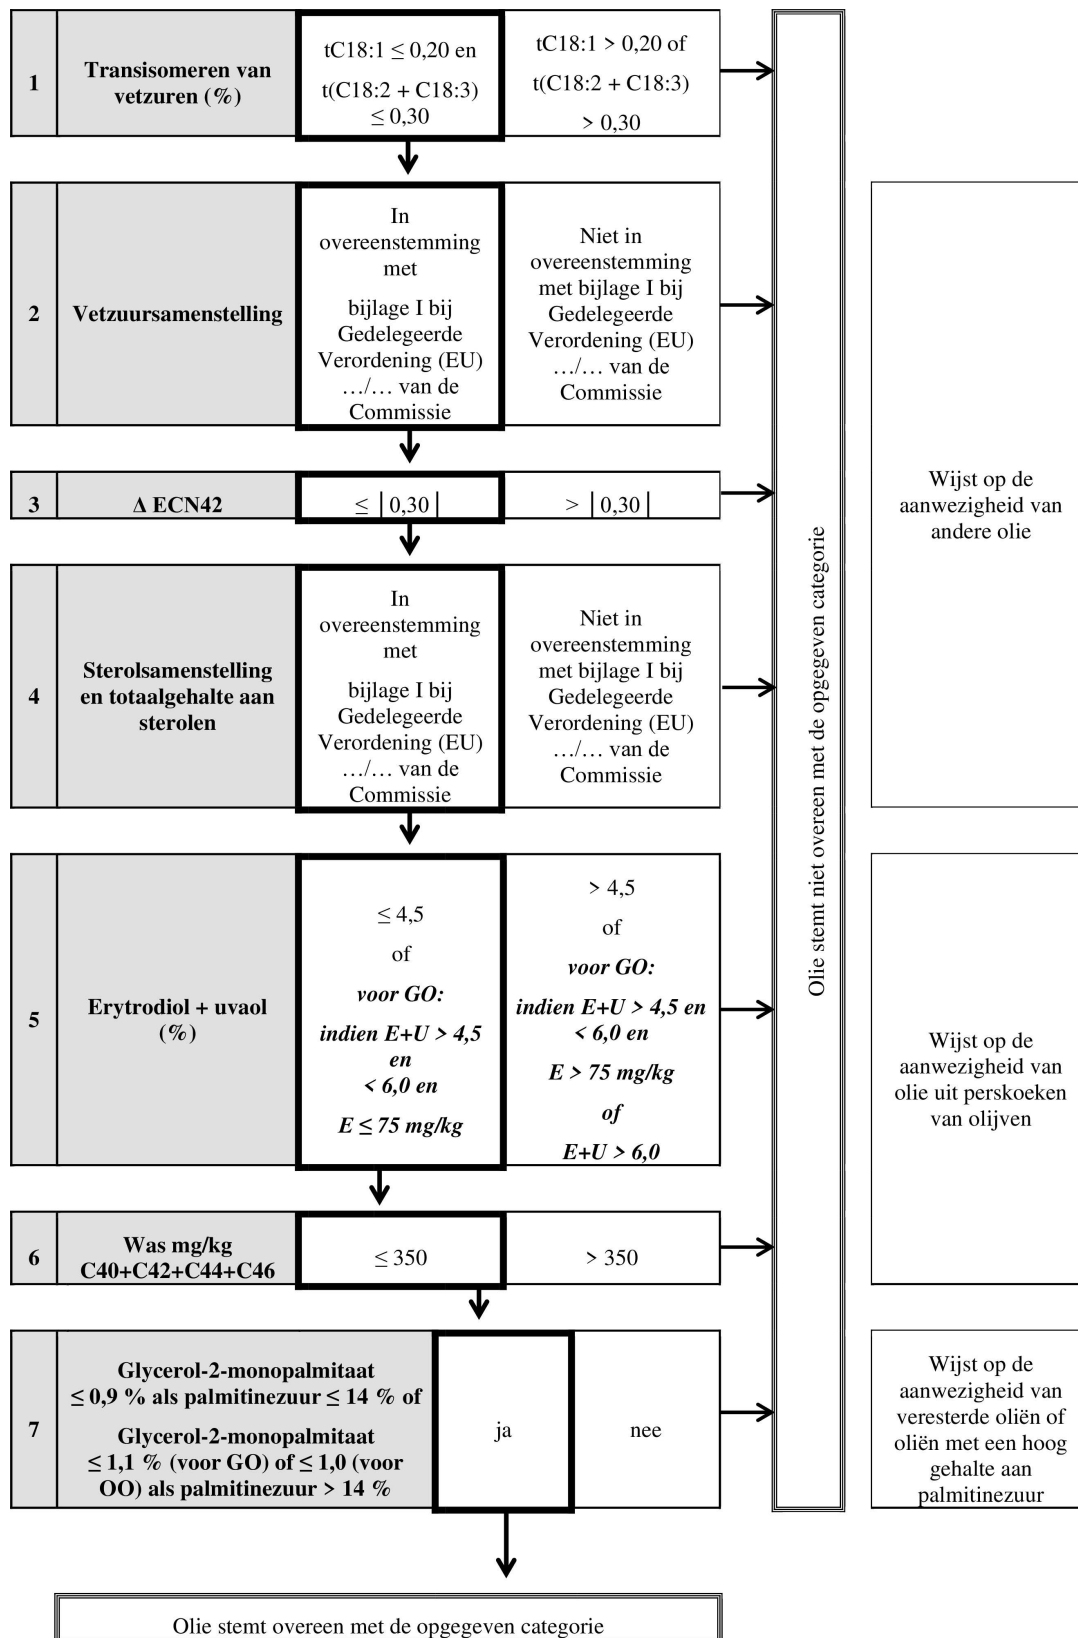 1
Transisomeren van
vetzuren (%)
tC18:1 ≤ 0,20 en
t(C18:2 + C18:3)
≤ 0,30
tC18:1 > 0,20 of
t(C18:2 + C18:3)
> 0,30
2
Vetzuursamenstelling
In
overeenstemming
met
bijlage I bij
Gedelegeerde
Verordening (EU)
…/… van de
Commissie
Niet in
overeenstemming
met bijlage I bij
Gedelegeerde
Verordening (EU)
…/… van de
Commissie
3
Δ ECN42
≤ |0,30|
> |0,30|
4
Sterolsamenstelling
en totaalgehalte aan
sterolen
In
overeenstemming
met
bijlage I bij
Gedelegeerde
Verordening (EU)
…/… van de
Commissie
Niet in
overeenstemming
met bijlage I bij
Gedelegeerde
Verordening (EU)
…/… van de
Commissie
Wijst op de
aanwezigheid van
andere olie
5
Erytrodiol + uvaol
(%)
≤ 4,5
of
voor GO:
indien E+U > 4,5
en
< 6,0 en
E ≤ 75 mg/kg
> 4,5
of
voor GO:
indien E+U > 4,5 en
< 6,0 en
E > 75 mg/kg
of
E+U > 6,0
6
Was mg/kg
C40+C42+C44+C46
≤ 350
> 350
Wijst op de
aanwezigheid van
olie uit perskoeken
van olijven
7
Glycerol-2-monopalmitaat
≤ 0,9 % als palmitinezuur ≤ 14 % of
Glycerol-2-monopalmitaat
≤ 1,1 % (voor GO) of ≤ 1,0 (voor
OO) als palmitinezuur > 14 %
ja
nee
Wijst op de
aanwezigheid van
veresterde oliën of
oliën met een hoog
gehalte aan
palmitinezuur
Olie stemt niet overeen met de opgegeven categorie
Olie stemt overeen met de opgegeven categorie